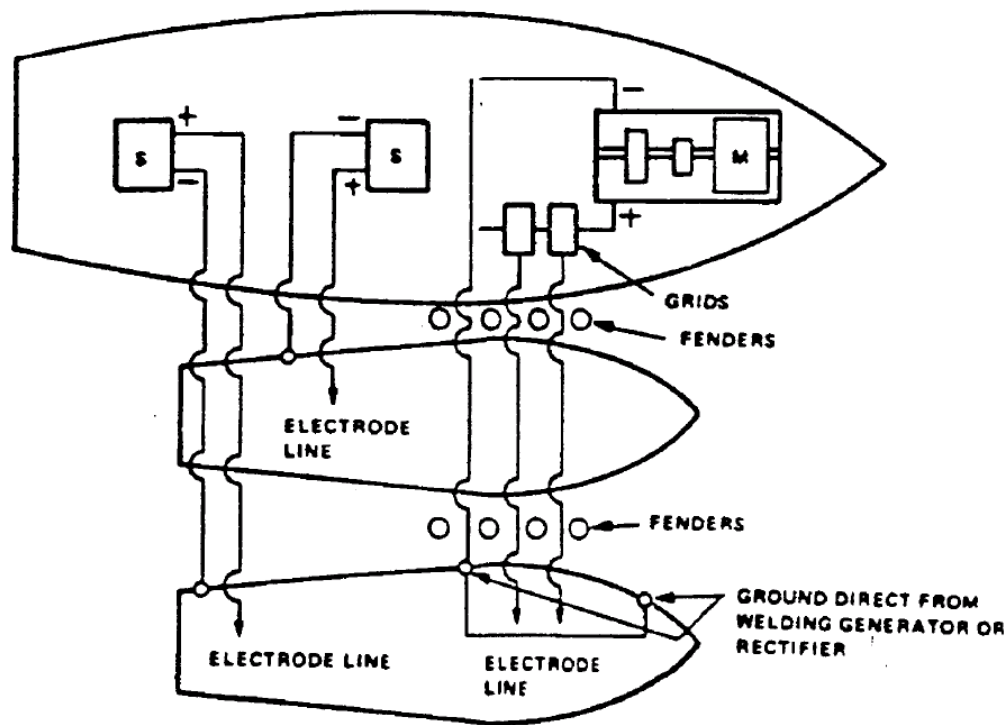 −
+
−
S
−
S
+
M
+
GRIDS
FENDERS
ELECTRODE
LINE
FENDERS
GROUND DIRECT FROM
WELDING GENERATOR OR
RECTIFIER
ELECTRODE LINE
ELECTRODE
LINE